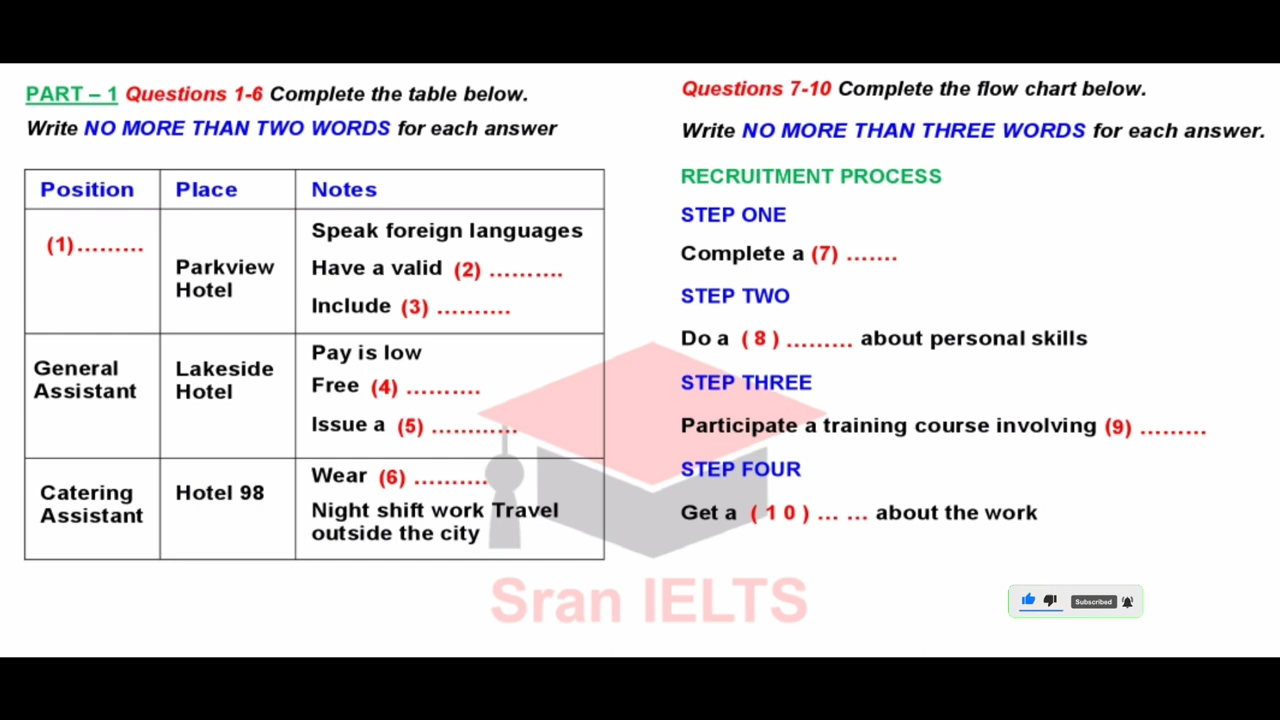 PART – 1 Questions 1-6 Complete the table below.
Write NO MORE THAN TWO WORDS for each answer
Position Place Notes
(1).........
Parkview
Hotel
Speak foreign languages
Have a valid (2) ..........
Include (3) ..........
General
Assistant
Lakeside
Hotel
Pay is low
Free (4) ..........
Issue a (5) ............
Catering
Assistant
Hotel 98
Wear (6) ..........
Night shift work Travel
outside the city
Questions 7-10 Complete the flow chart below.
Write NO MORE THAN THREE WORDS for each answer.
RECRUITMENT PROCESS
STEP ONE
Complete a (7) .......
STEP TWO
Do a ( 8 ) ......... about personal skills
STEP THREE
Participate a training course involving (9) .........
STEP FOUR
Get a ( 1 0 ) ... ... about the work
Sran IELTS
Subscribed